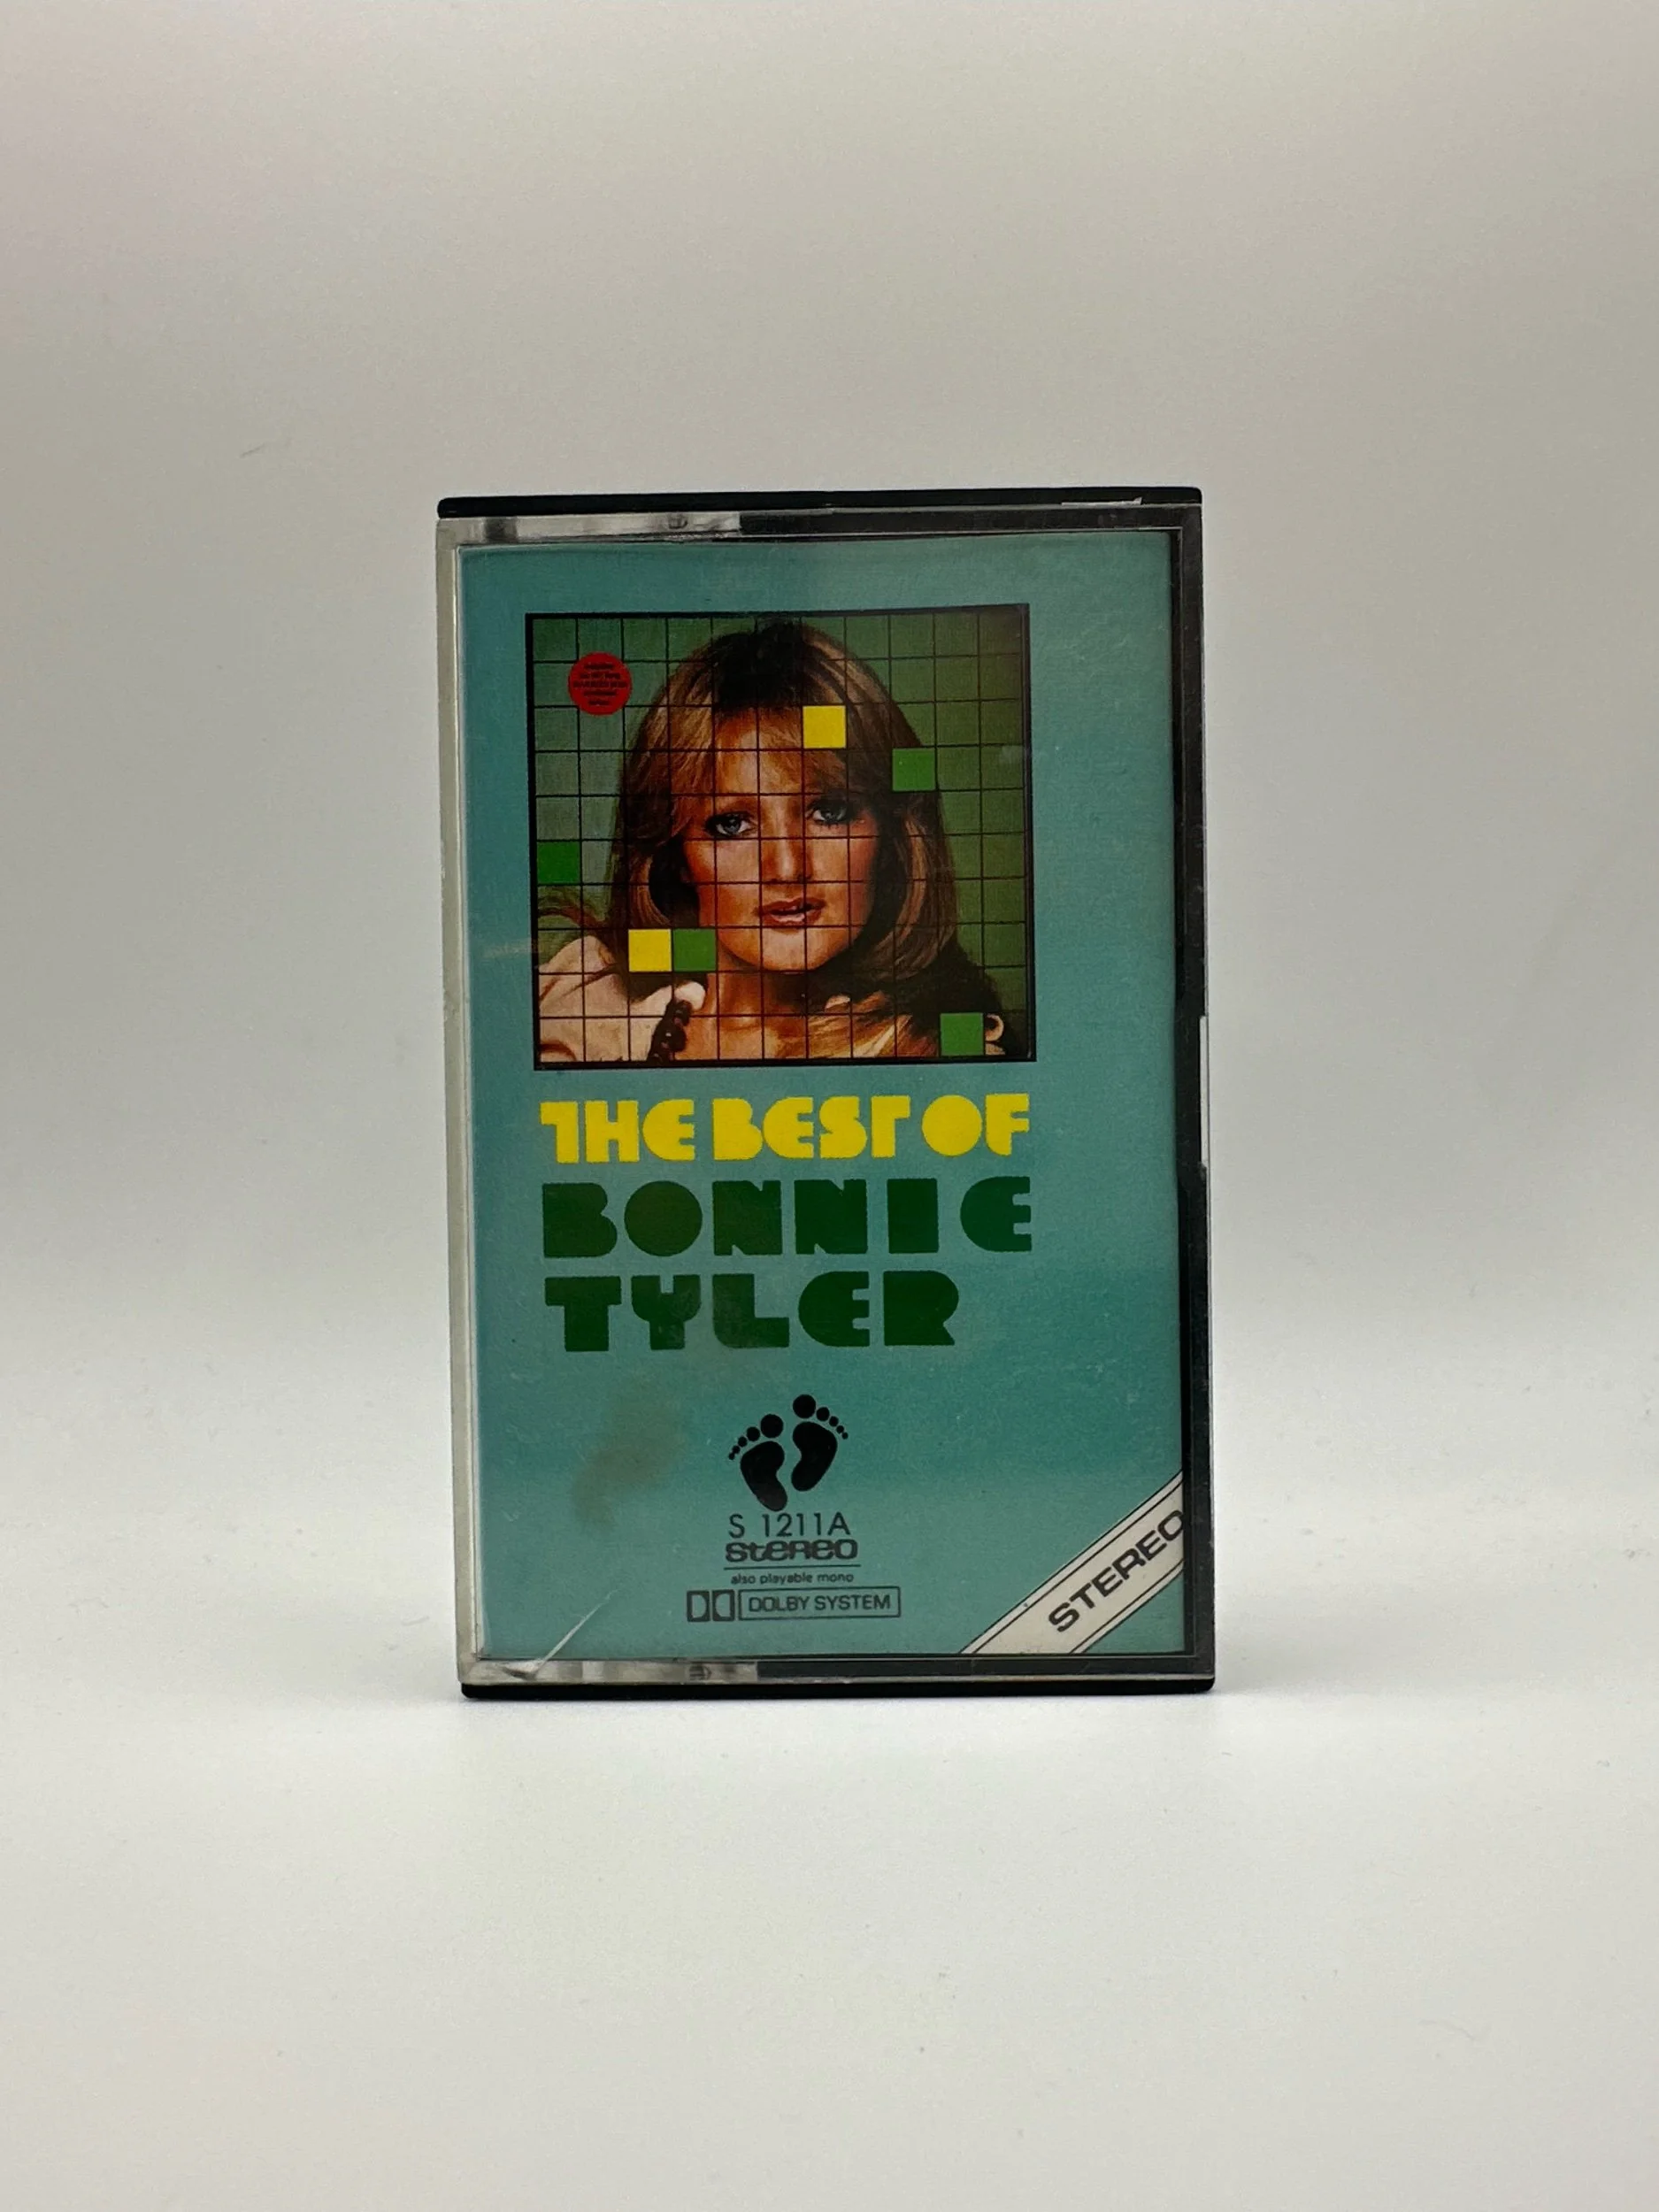 THE BEST OF
BONNIE
TYLER
S 1211A
stereo
also playable mono
DOLBY SYSTEM
STEREO